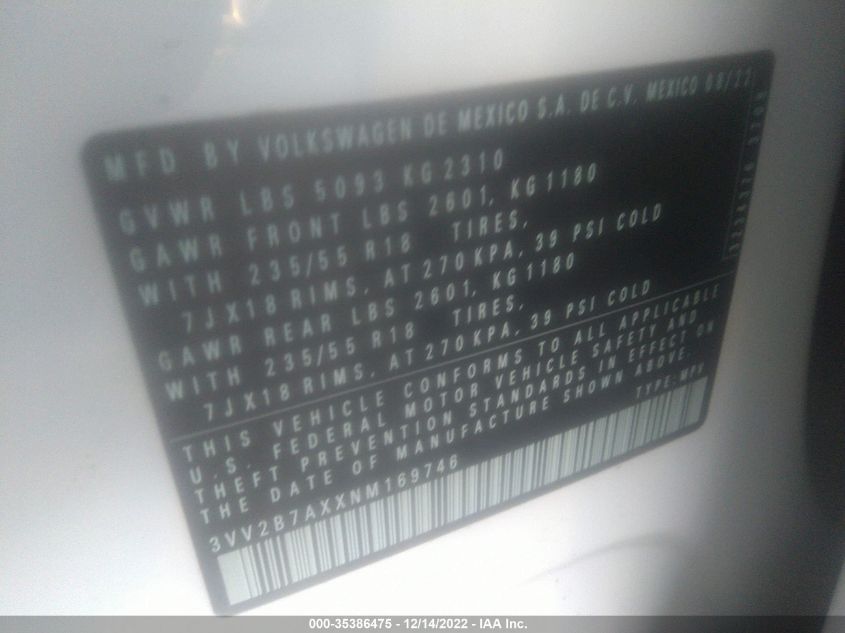 MFD BY VOLKSWAGEN DE MEXICO S.A. DE C.V. MEXICO 08/22
GVWR LBS 5093 KG 2310
GAWR FRONT LBS 2601, KG 1180
WITH 235/55 R18 TIRES,
7JX18 RIMS, AT 270 KPA, 39 PSI COLD
GAWR REAR LBS 2601, KG 1180
WITH 235/55 R18 TIRES,
7JX18 RIMS, AT 270 KPA, 39 PSI COLD
THIS VEHICLE CONFORMS TO ALL APPLICABLE
U.S. FEDERAL MOTOR VEHICLE SAFETY AND
THEFT PREVENTION STANDARDS IN EFFECT ON
THE DATE OF MANUFACTURE SHOWN ABOVE.
3VV2B7AXXNM169746 TYPE: MPV
000-35386475 - 12/14/2022 - IAA Inc.